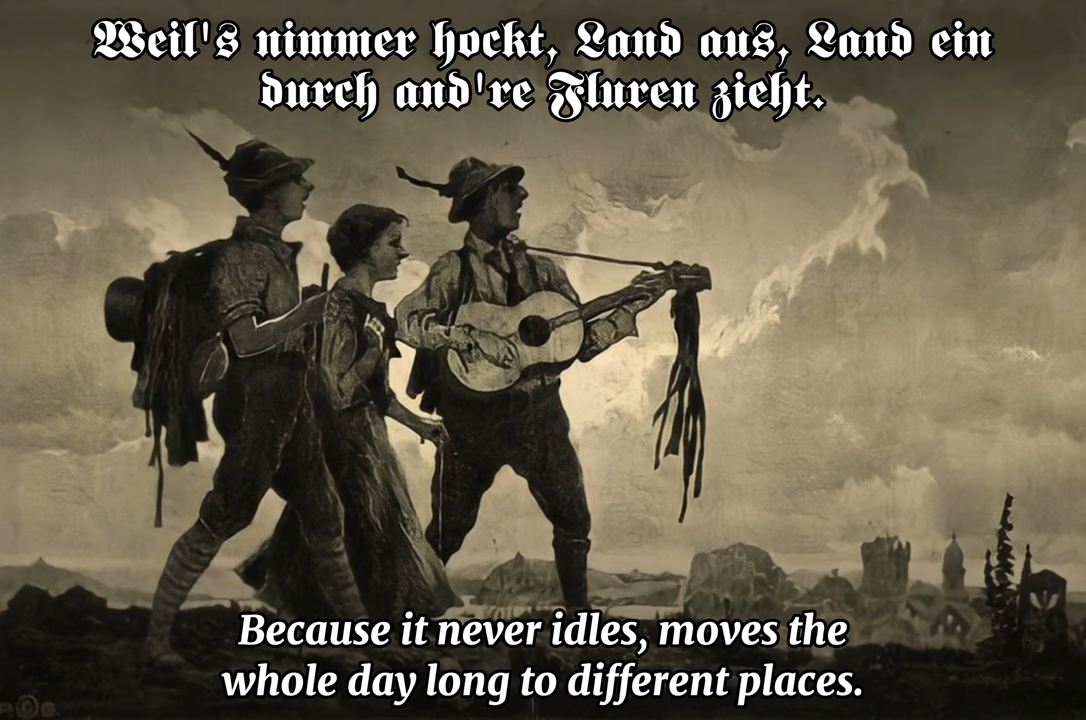 Weil's nimmer hockt, Land aus, Land ein
durch and're Fluren zieht.
Because it never idles, moves the
whole day long to different places.